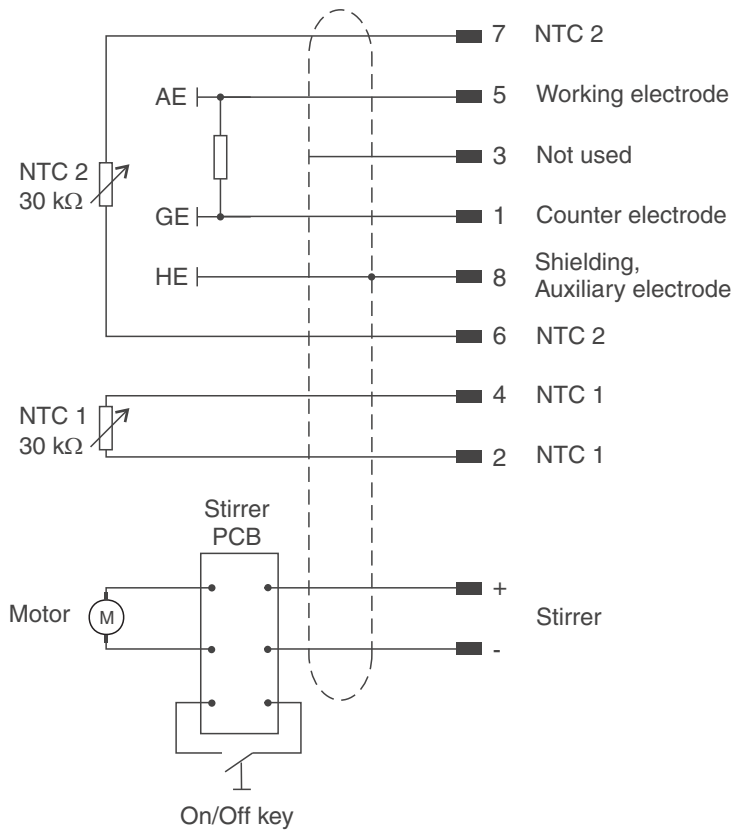 7 NTC 2
AE
5 Working electrode
3 Not used
NTC 2
30 kΩ
GE
1 Counter electrode
HE
8 Shielding,
Auxiliary electrode
6 NTC 2
4 NTC 1
NTC 1
30 kΩ
2 NTC 1
Stirrer
PCB
+
Motor
M
Stirrer
-
On/Off key